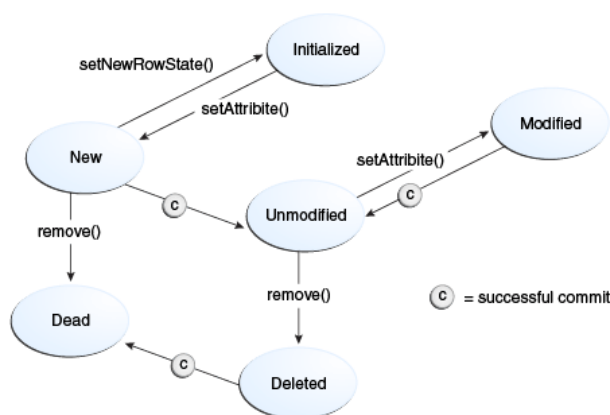 Initialized
setNewRowState()
setAttribite()
Modified
New
setAttribite()
C
C
Unmodified
remove()
remove()
C = successful commit
Dead
C
Deleted